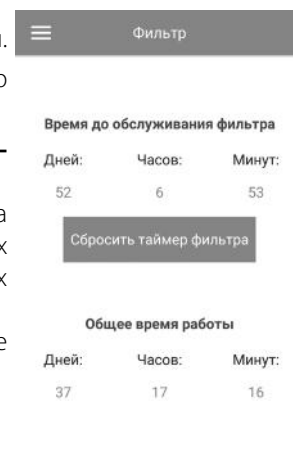 Фильтр
Время до обслуживания фильтра
Дней: Часов: Минут:
52 6 53
Сбросить таймер фильтра
Общее время работы
Дней: Часов: Минут:
37 17 16